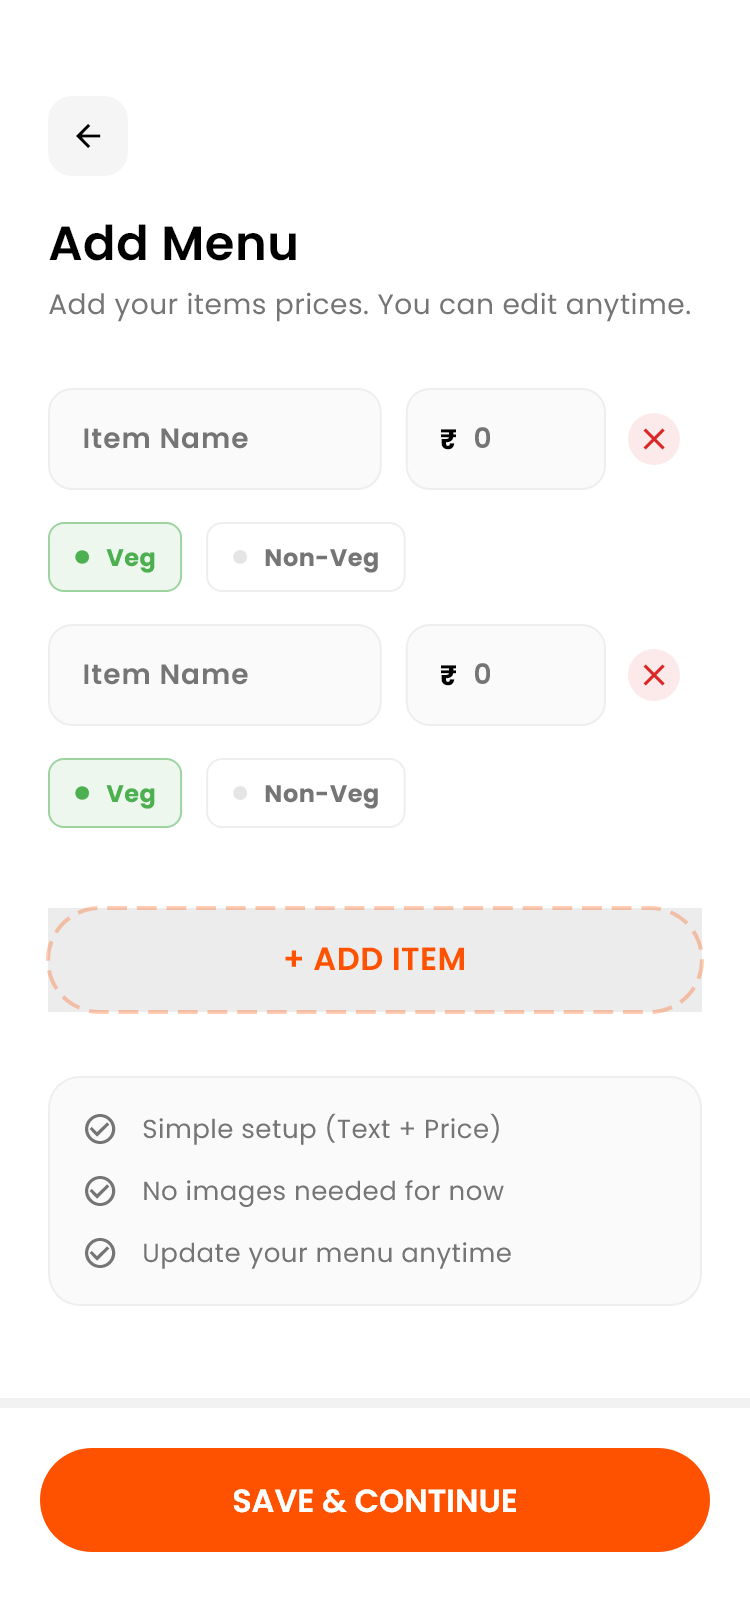 Add Menu
Add your items prices. You can edit anytime.
Item Name ₹ 0
Veg Non-Veg
Item Name ₹ 0
Veg Non-Veg
+ ADD ITEM
Simple setup (Text + Price)
No images needed for now
Update your menu anytime
SAVE & CONTINUE